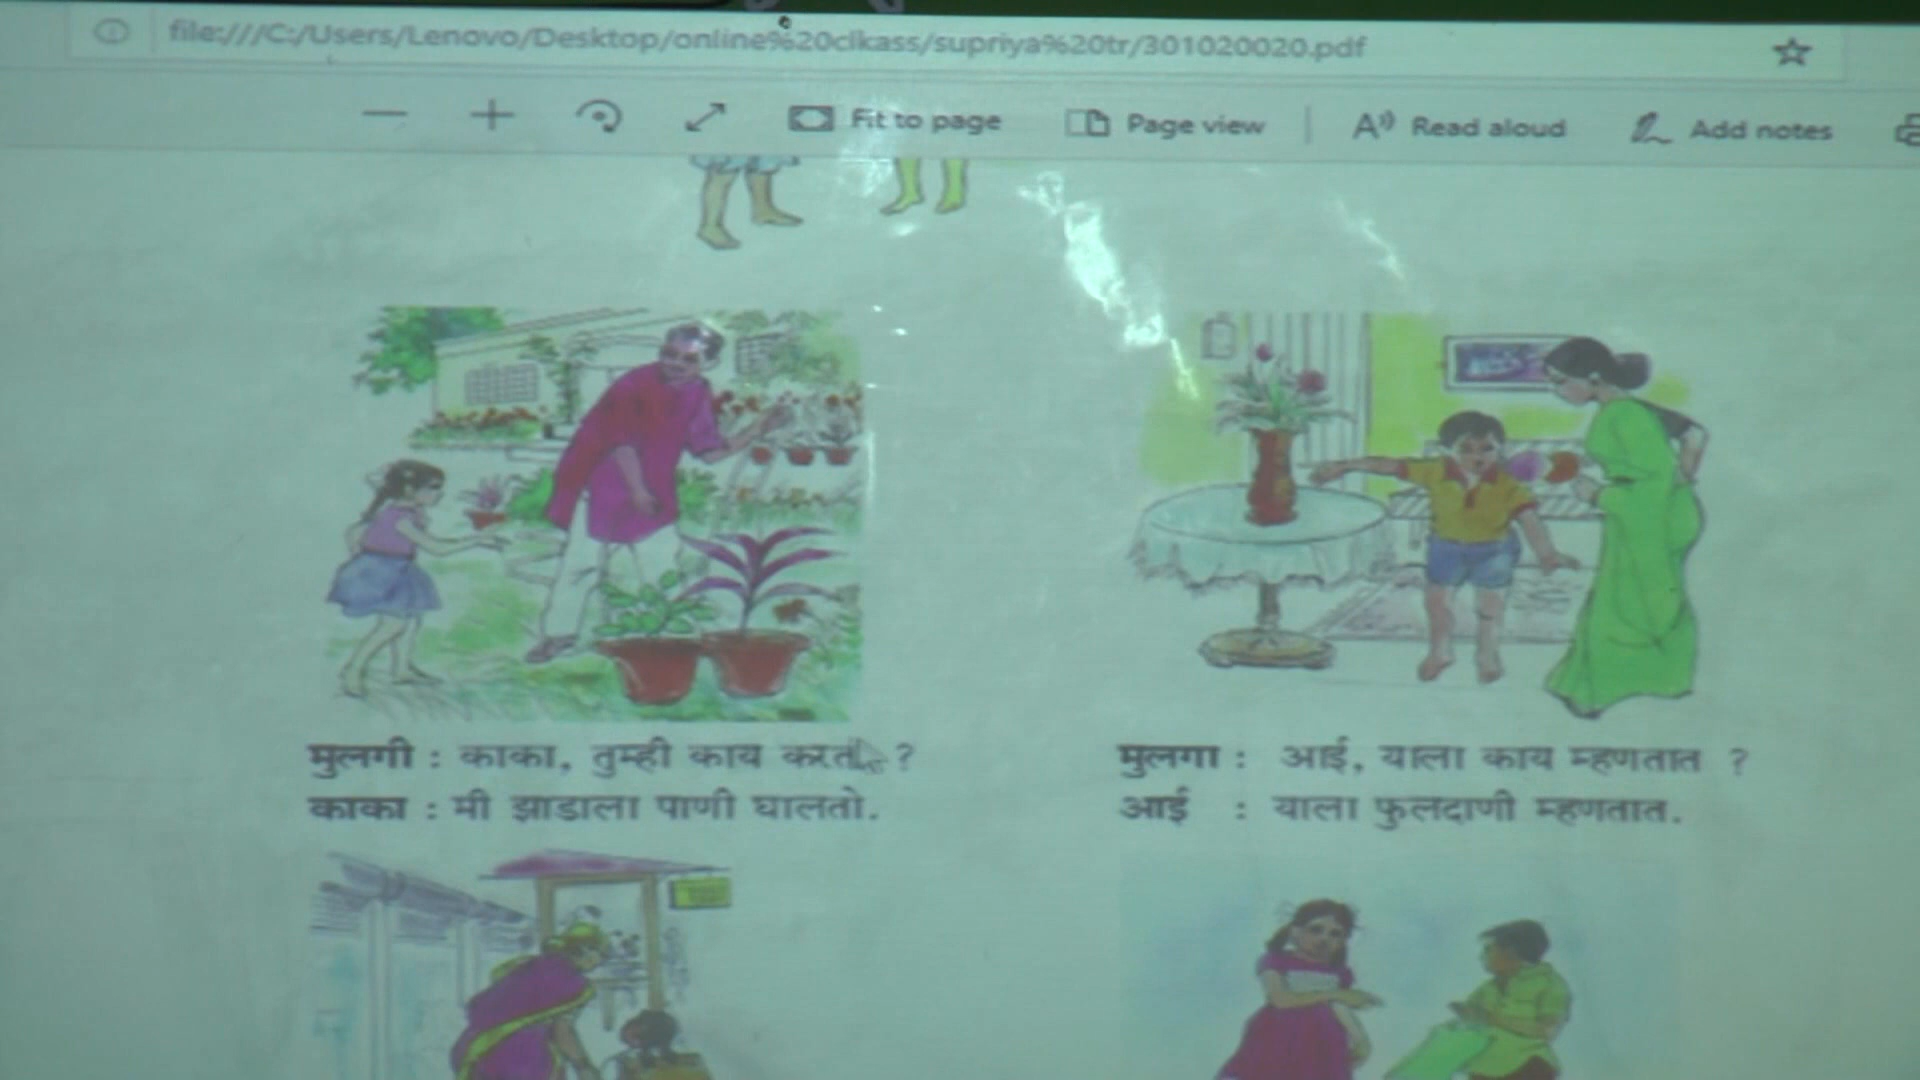 file:///C:/Users/Lenovo/Desktop/online%20clkass/supriya%20tr/301020020.pdf
Fit to page Page view Read aloud Add notes
मुलगी : काका, तुम्ही काय करता ?
काका : मी झाडाला पाणी घालतो.
मुलगा : आई, याला काय म्हणतात ?
आई : याला फुलदाणी म्हणतात.